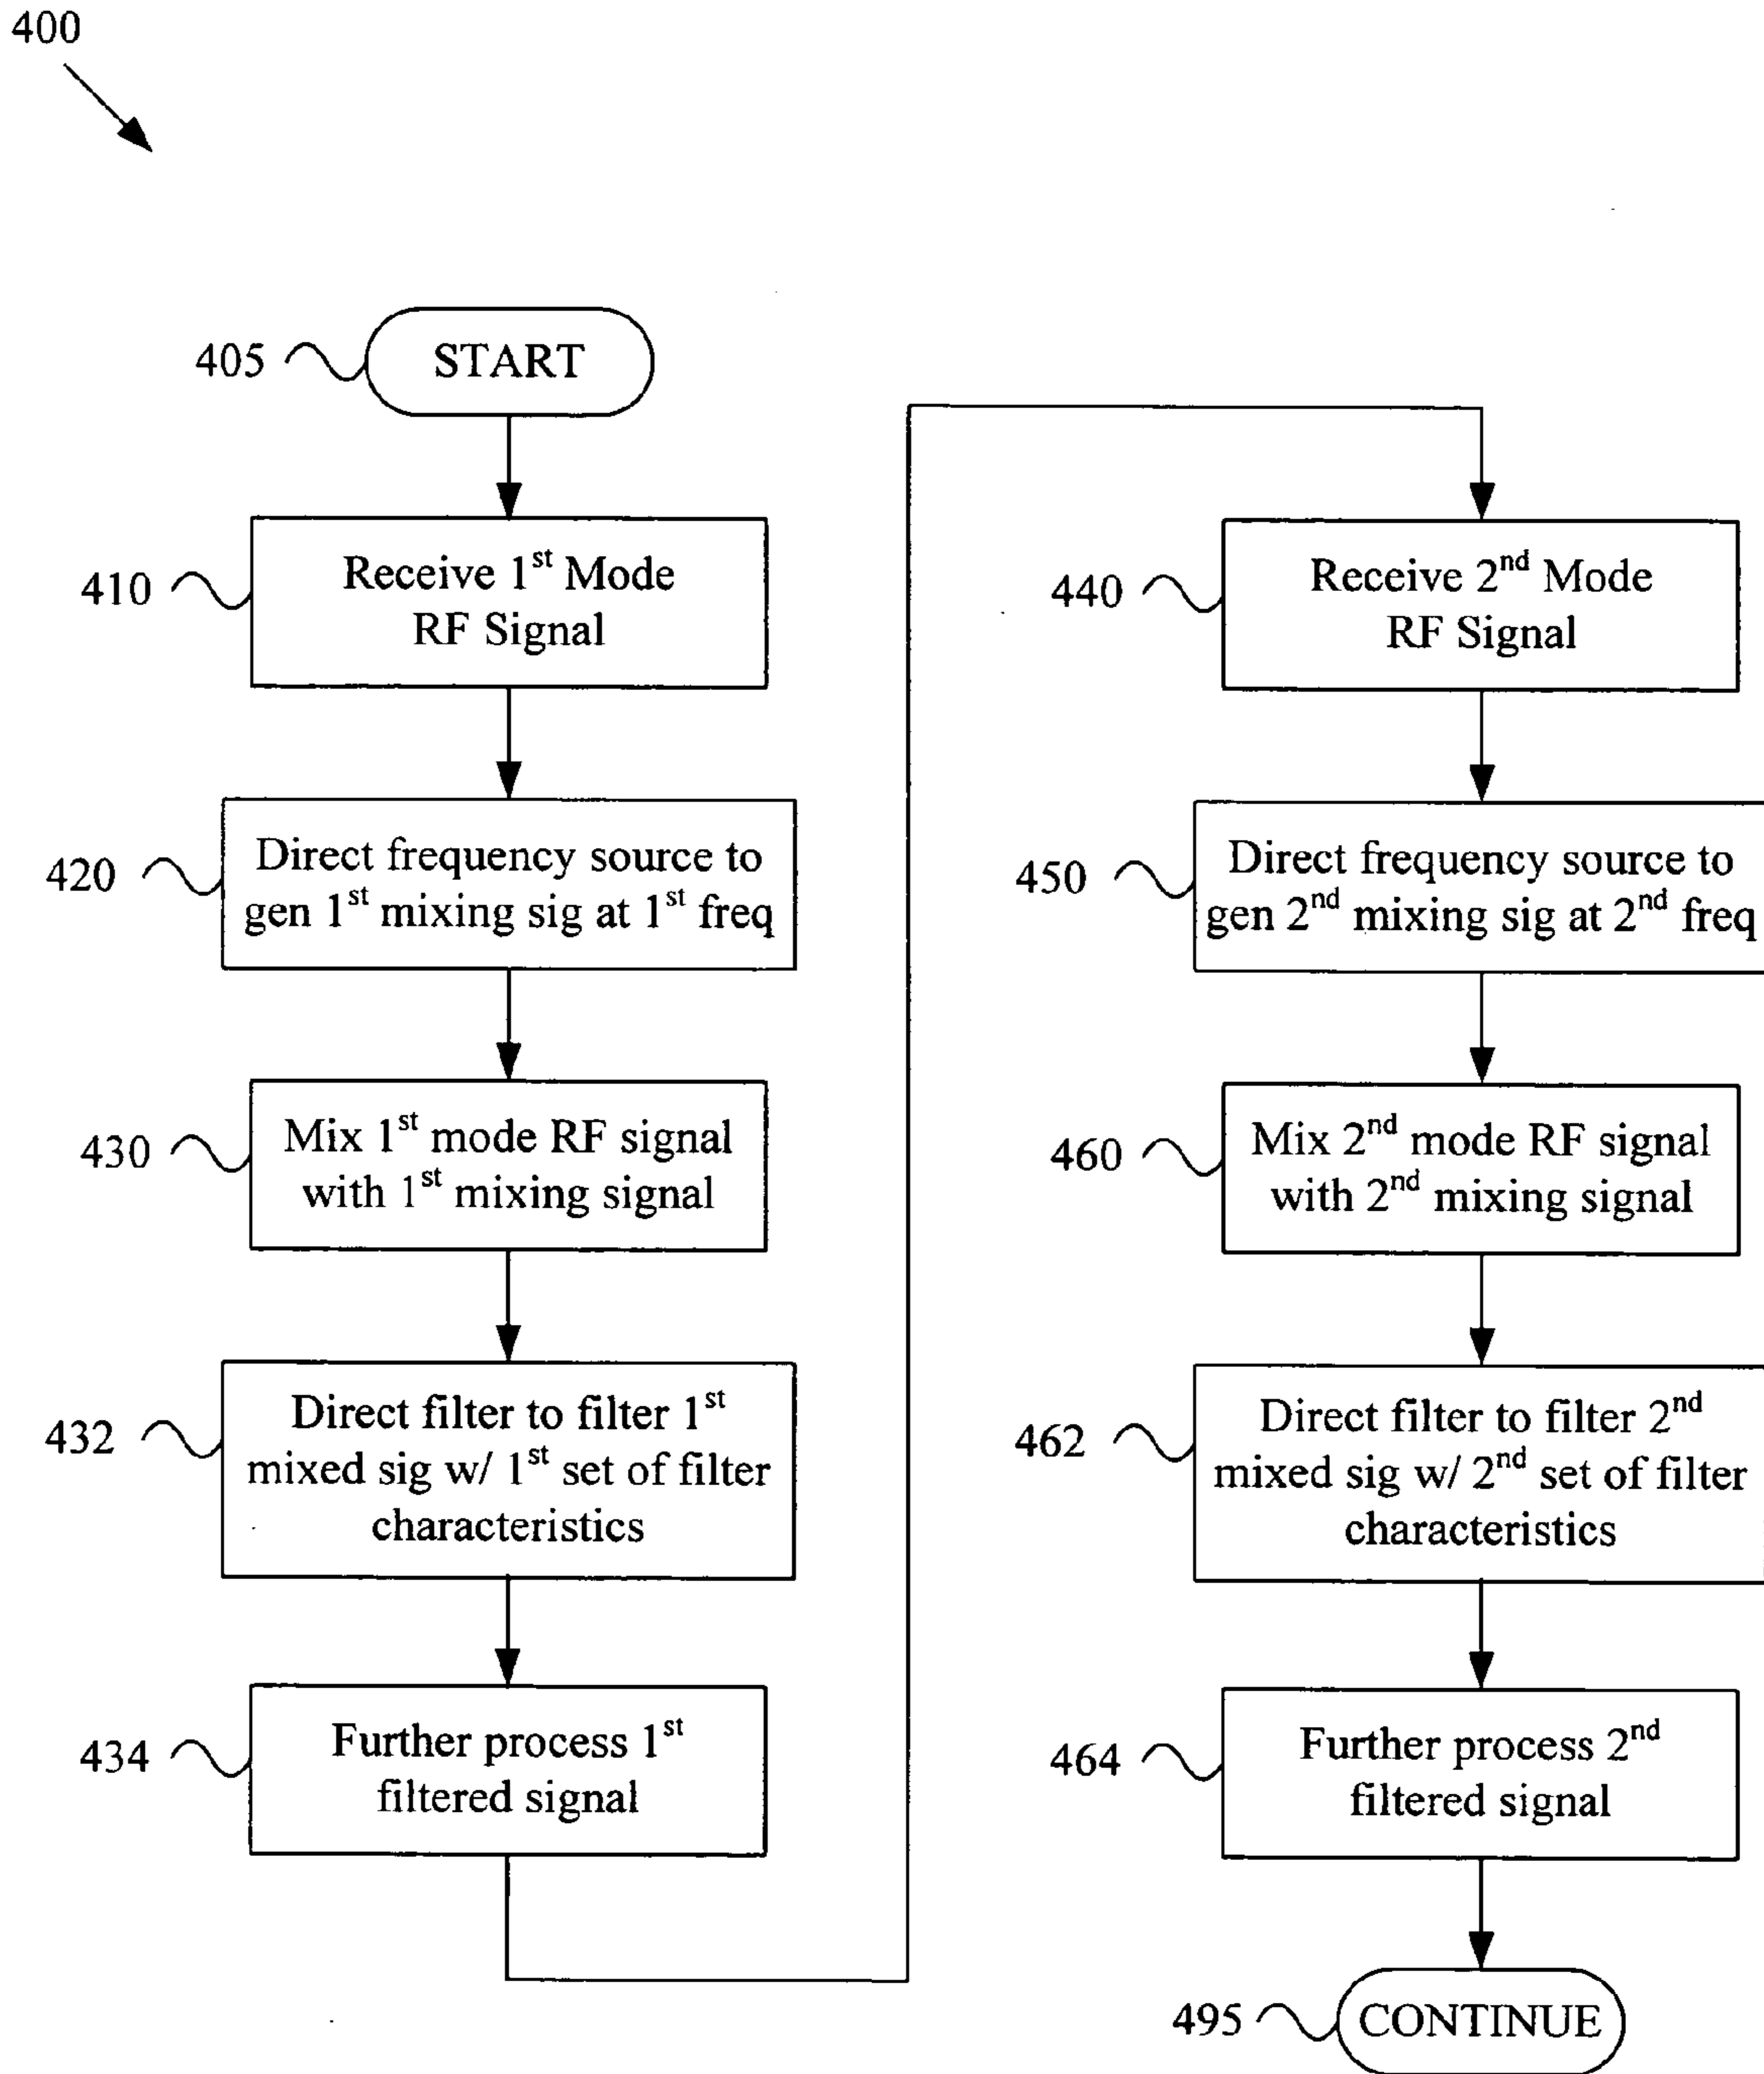 400
405
START
410
Receive 1st Mode
RF Signal
420
Direct frequency source to
gen 1st mixing sig at 1st freq
430
Mix 1st mode RF signal
with 1st mixing signal
432
Direct filter to filter 1st
mixed sig w/ 1st set of filter
characteristics
434
Further process 1st
filtered signal
440
Receive 2nd Mode
RF Signal
450
Direct frequency source to
gen 2nd mixing sig at 2nd freq
460
Mix 2nd mode RF signal
with 2nd mixing signal
462
Direct filter to filter 2nd
mixed sig w/ 2nd set of filter
characteristics
464
Further process 2nd
filtered signal
495
CONTINUE